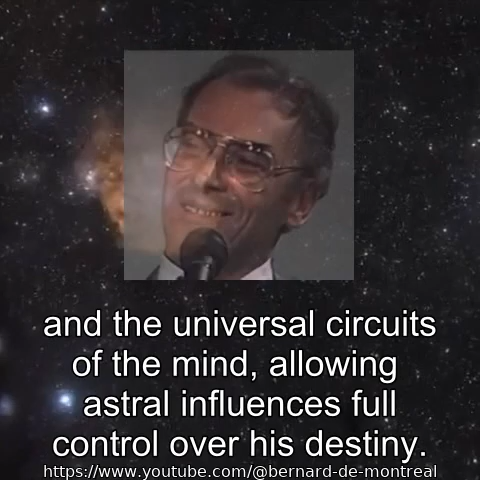 and the universal circuits
of the mind, allowing
astral influences full
control over his destiny.
https://www.youtube.com/@bernard-de-montreal